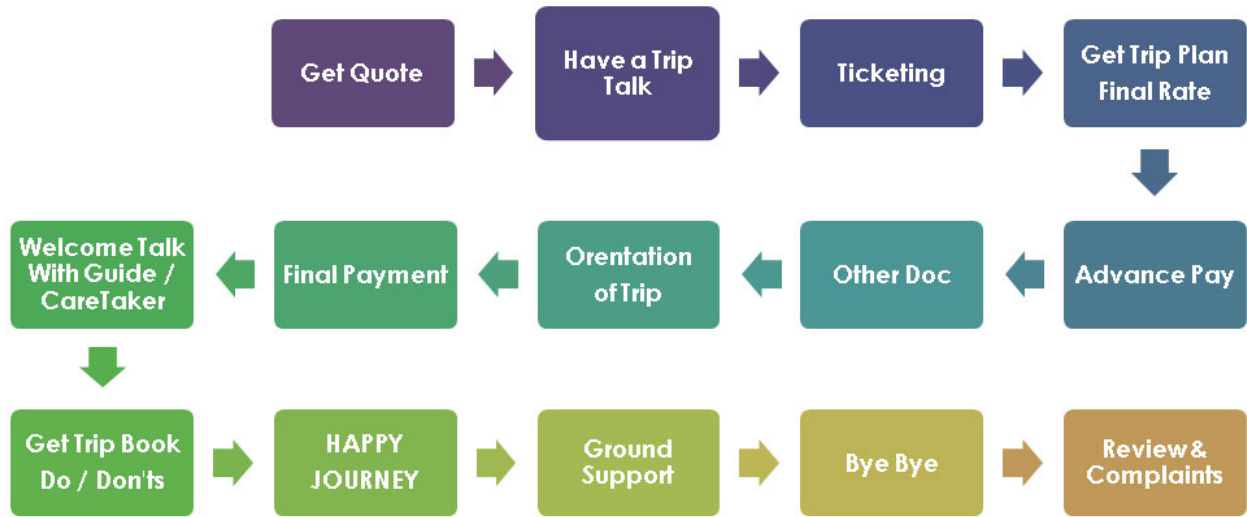 Get Quote
Have a Trip
Talk
Ticketing
Get Trip Plan
Final Rate
Advance Pay
Other Doc
Orentation
of Trip
Final Payment
Welcome Talk
With Guide /
CareTaker
Get Trip Book
Do / Don'ts
HAPPY
JOURNEY
Ground
Support
Bye Bye
Review &
Complaints